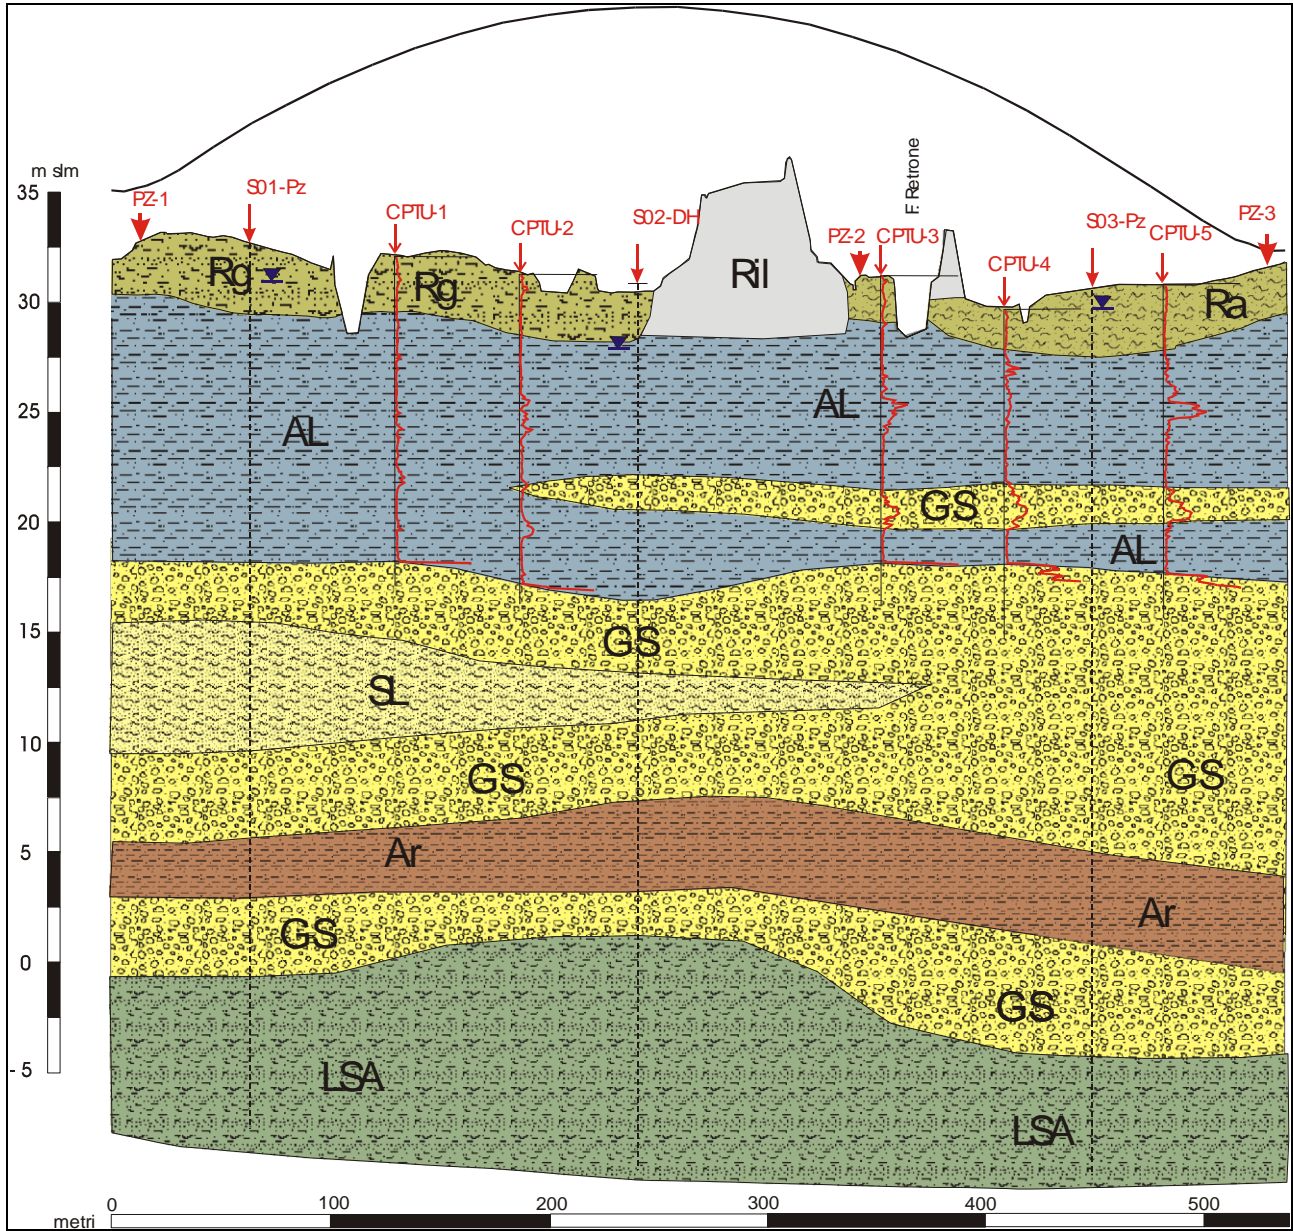 m slm
35
30
25
20
15
10
5
0
- 5
PZ-1
S01-Pz
CPTU-1
CPTU-2
S02-DH
PZ-2
CPTU-3
F. Retrone
CPTU-4
S03-Pz
CPTU-5
PZ-3
Rg
Rg
Ril
Ra
AL
AL
GS
AL
GS
SL
GS
GS
Ar
Ar
GS
GS
LSA
LSA
0
100
200
300
400
500
metri